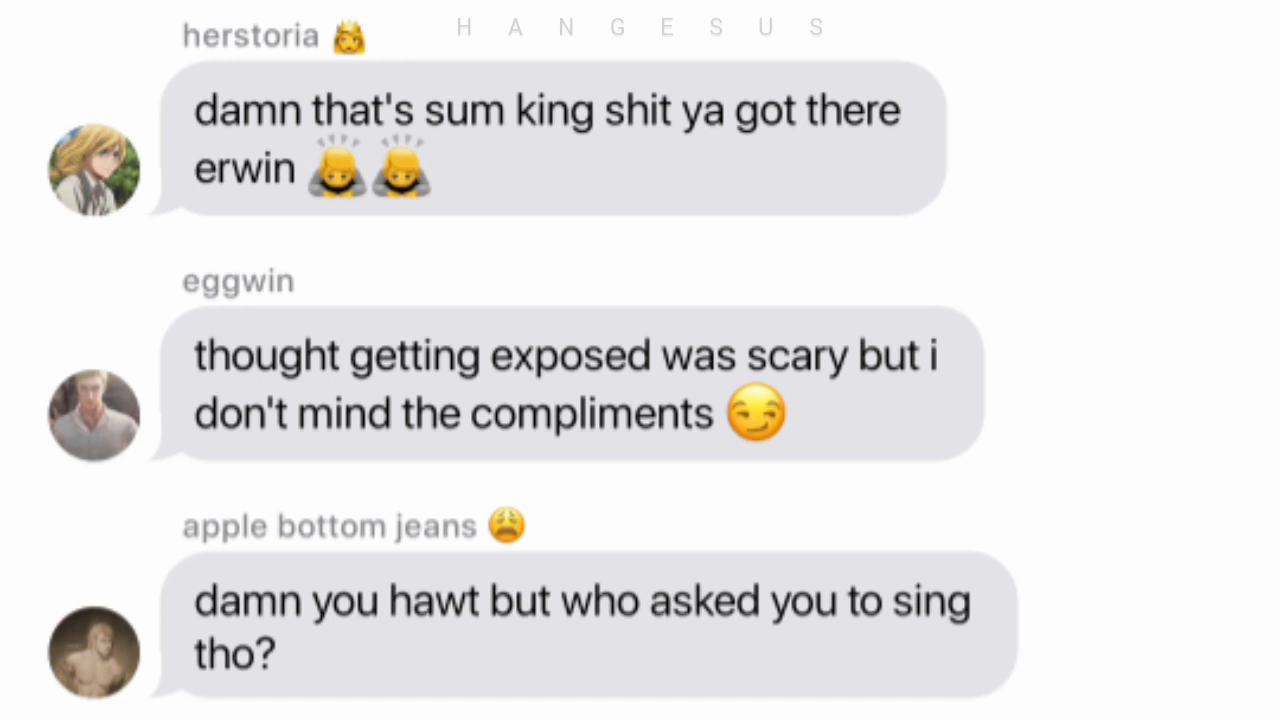 H A N G E S U S
herstoria 👸
damn that's sum king shit ya got there
erwin 🙇‍♂️🙇‍♂️
eggwin
thought getting exposed was scary but i
don't mind the compliments 😏
apple bottom jeans 😩
damn you hawt but who asked you to sing
tho?